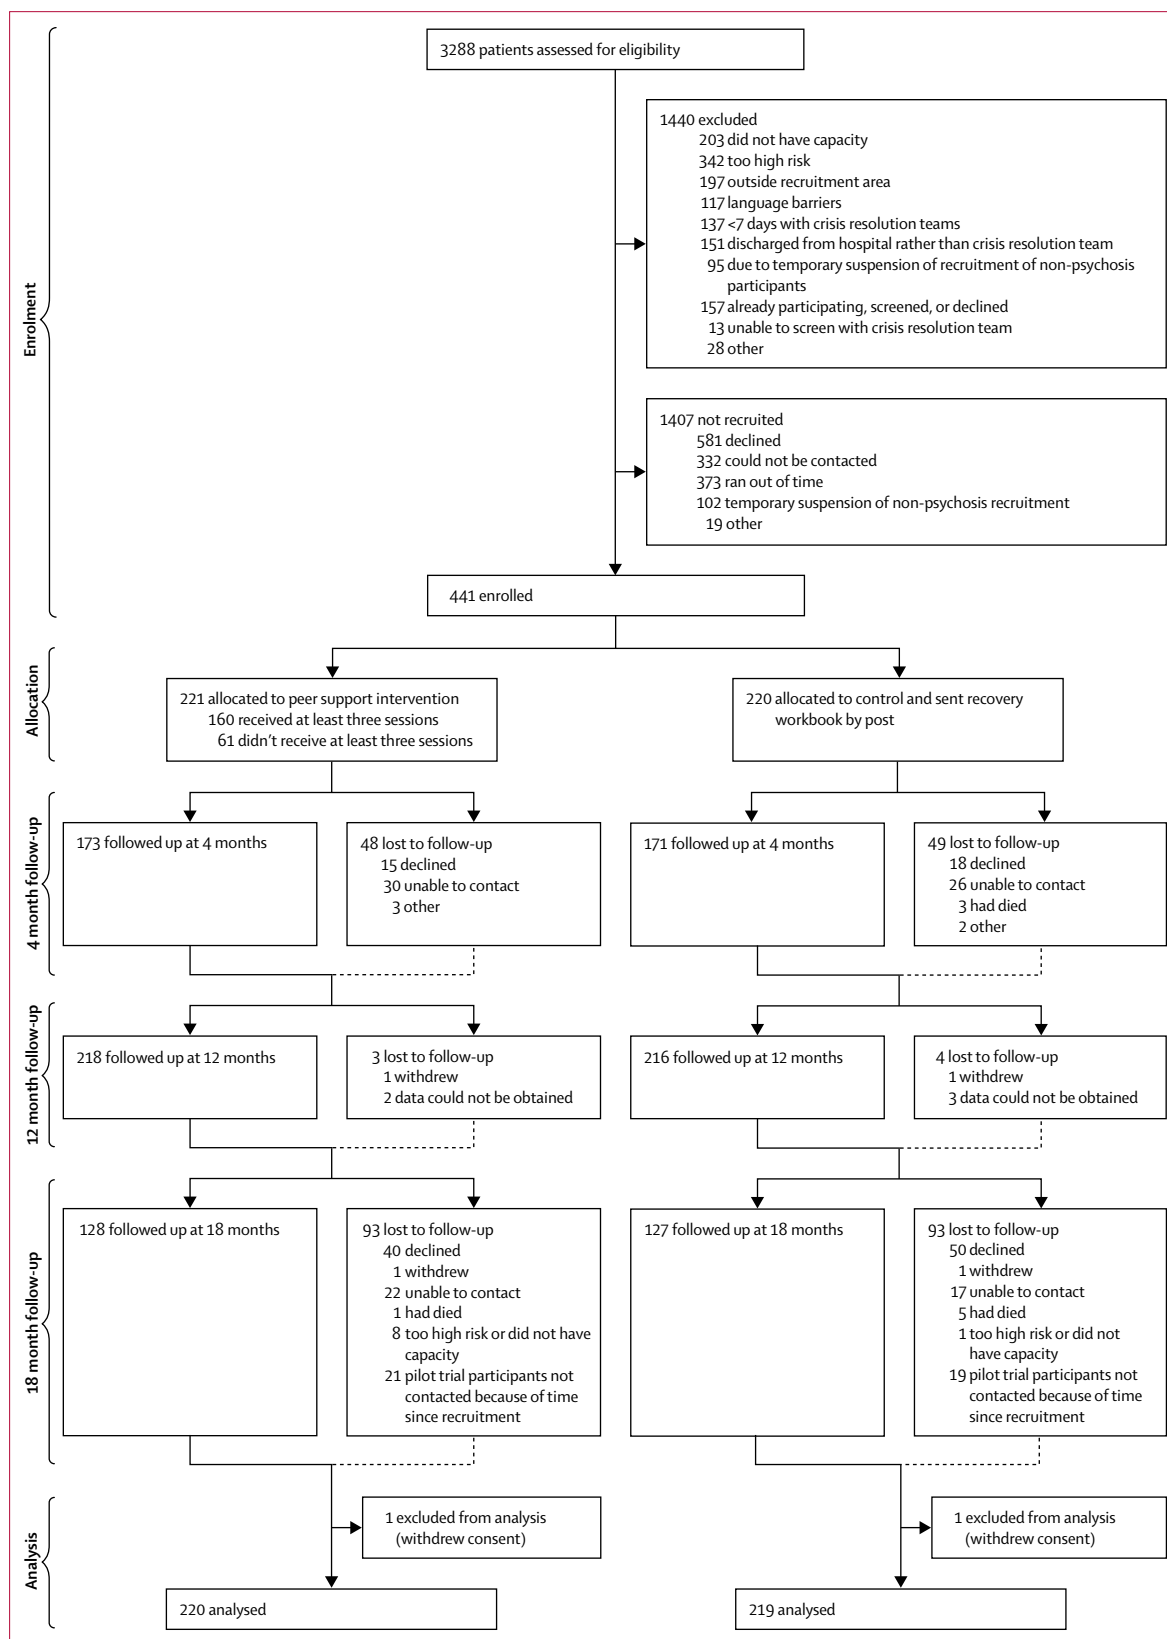 Enrolment
3288 patients assessed for eligibility
1440 excluded
203 did not have capacity
342 too high risk
197 outside recruitment area
117 language barriers
137 <7 days with crisis resolution teams
151 discharged from hospital rather than crisis resolution team
95 due to temporary suspension of recruitment of non-psychosis
participants
157 already participating, screened, or declined
13 unable to screen with crisis resolution team
28 other
1407 not recruited
581 declined
332 could not be contacted
373 ran out of time
102 temporary suspension of non-psychosis recruitment
19 other
441 enrolled
Allocation
221 allocated to peer support intervention
160 received at least three sessions
61 didn't receive at least three sessions
220 allocated to control and sent recovery
workbook by post
4 month follow-up
173 followed up at 4 months
48 lost to follow-up
15 declined
30 unable to contact
3 other
171 followed up at 4 months
49 lost to follow-up
18 declined
26 unable to contact
3 had died
2 other
12 month follow-up
218 followed up at 12 months
3 lost to follow-up
1 withdrew
2 data could not be obtained
216 followed up at 12 months
4 lost to follow-up
1 withdrew
3 data could not be obtained
18 month follow-up
128 followed up at 18 months
93 lost to follow-up
40 declined
1 withdrew
22 unable to contact
1 had died
8 too high risk or did not have
capacity
21 pilot trial participants not
contacted because of time
since recruitment
127 followed up at 18 months
93 lost to follow-up
50 declined
1 withdrew
17 unable to contact
5 had died
1 too high risk or did not
have capacity
19 pilot trial participants not
contacted because of time
since recruitment
Analysis
1 excluded from analysis
(withdrew consent)
1 excluded from analysis
(withdrew consent)
220 analysed
219 analysed